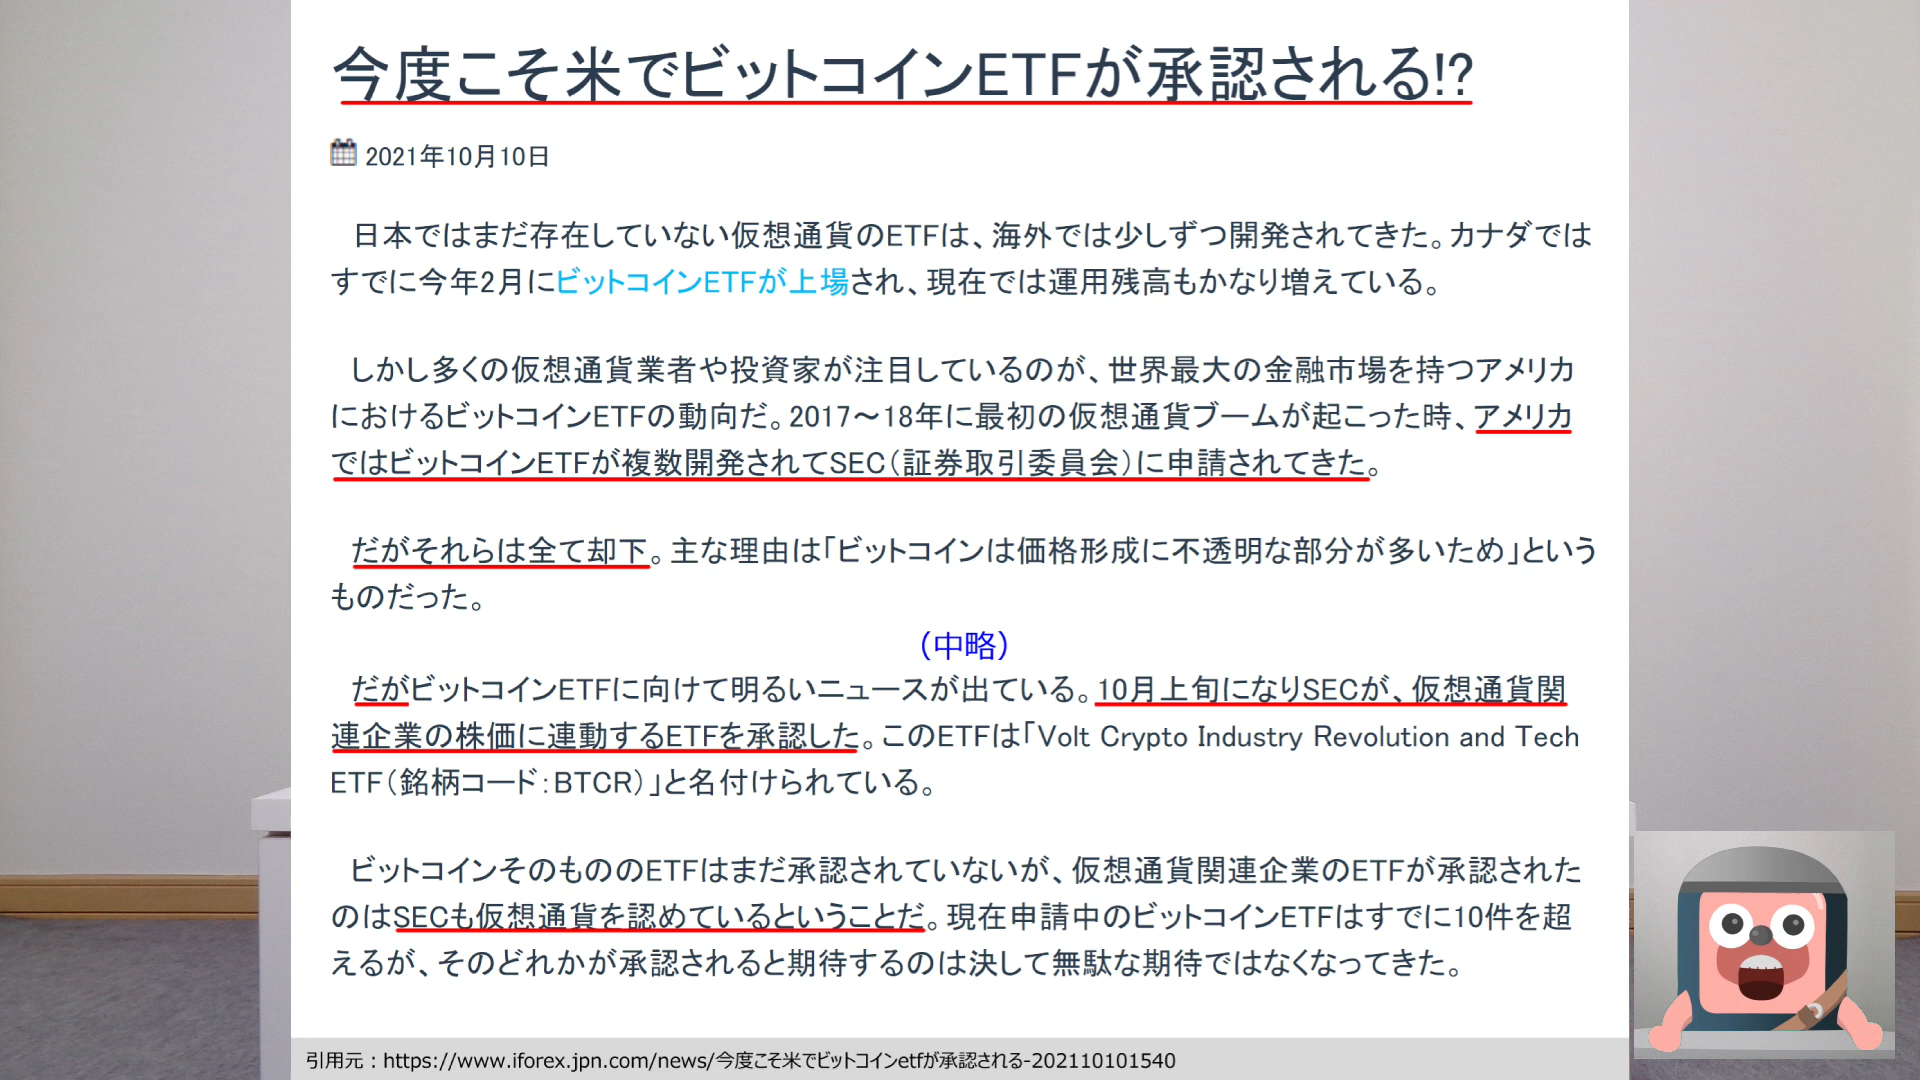 今度こそ米でビットコインETFが承認される!?
2021年10月10日
日本ではまだ存在していない仮想通貨のETFは、海外では少しずつ開発されてきた。カナダでは
すでに今年2月にビットコインETFが上場され、現在では運用残高もかなり増えている。
しかし多くの仮想通貨業者や投資家が注目しているのが、世界最大の金融市場を持つアメリカ
におけるビットコインETFの動向だ。2017～18年に最初の仮想通貨ブームが起こった時、アメリカ
ではビットコインETFが複数開発されてSEC（証券取引委員会）に申請されてきた。
だがそれらは全て却下。主な理由は「ビットコインは価格形成に不透明な部分が多いため」という
ものだった。
（中略）
だがビットコインETFに向けて明るいニュースが出ている。10月上旬になりSECが、仮想通貨関
連企業の株価に連動するETFを承認した。このETFは「Volt Crypto Industry Revolution and Tech
ETF（銘柄コード：BTCR）」と名付けられている。
ビットコインそのもののETFはまだ承認されていないが、仮想通貨関連企業のETFが承認された
のはSECも仮想通貨を認めているということだ。現在申請中のビットコインETFはすでに10件を超
えるが、そのどれかが承認されると期待するのは決して無駄な期待ではなくなってきた。
引用元：https://www.iforex.jpn.com/news/今度こそ米でビットコインetfが承認される-202110101540